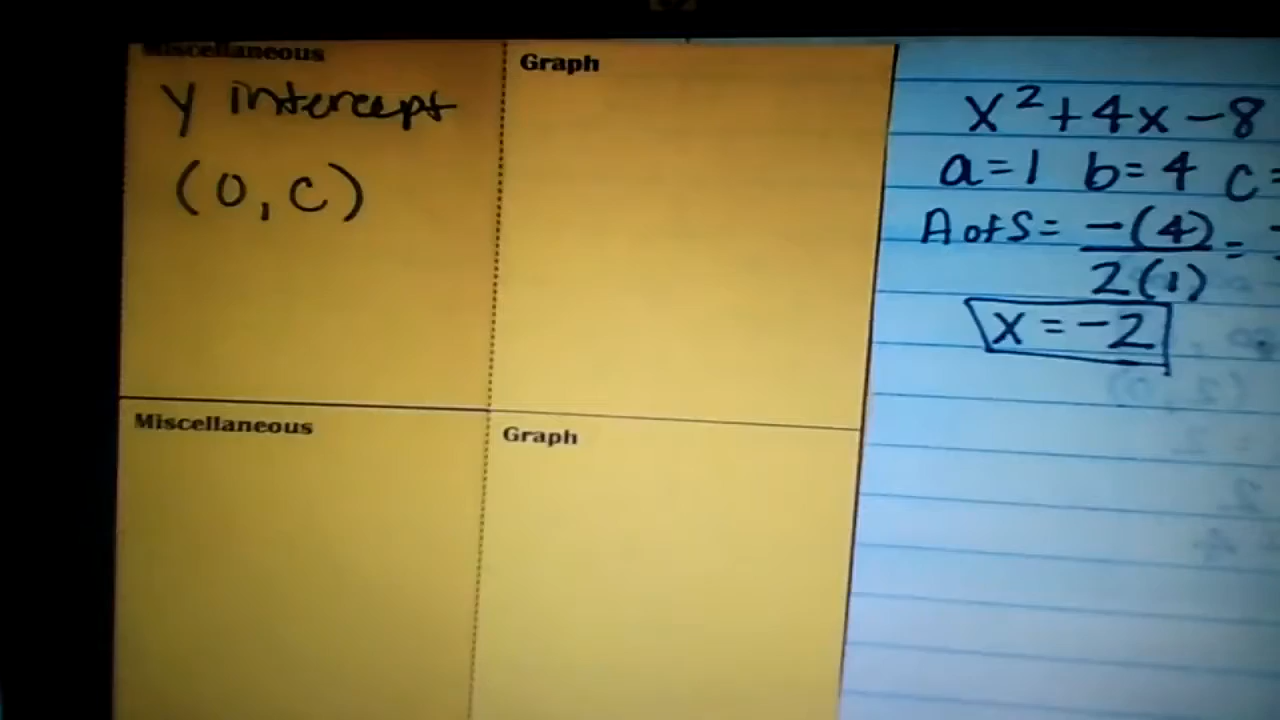 Miscellaneous
y intercept
(0, c)
Graph
Miscellaneous
Graph
x² + 4x - 8
a = 1 b = 4 c =
A of S = -(4) =
2(1)
x = -2